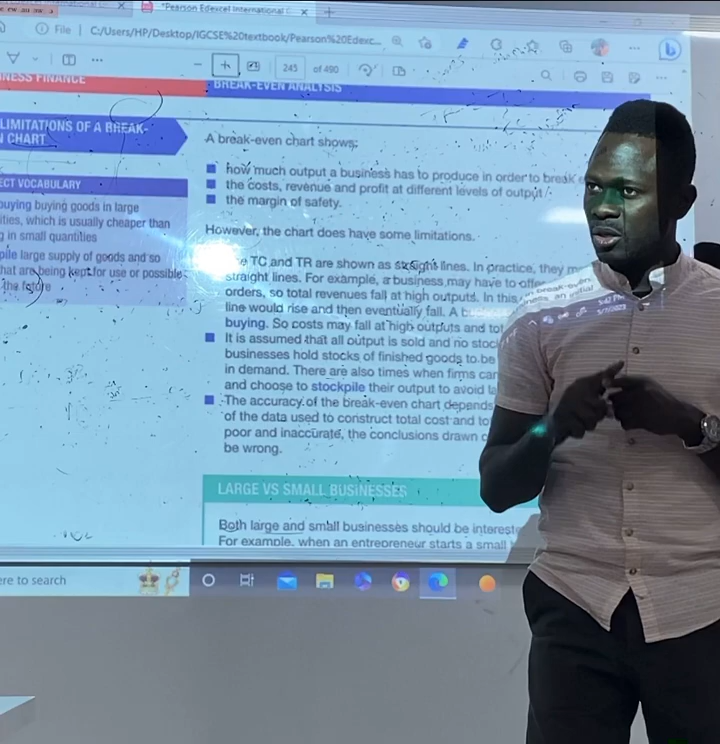 "Pearson Edexcel International
File | C:/Users/HP/Desktop/IGCSE%20textbook/Pearson%20Edexc...
245 of 490
NESS FINANCE
BREAK-EVEN ANALYSIS
LIMITATIONS OF A BREAK-
N CHART
ECT VOCABULARY
buying buying goods in large
ities, which is usually cheaper than
g in small quantities
pile large supply of goods and so
hat are being kept for use or possible
the future
A break-even chart shows:
how much output a business has to produce in order to break
the costs, revenue and profit at different levels of output
the margin of safety.
However, the chart does have some limitations.
TC and TR are shown as straight lines. In practice, they
straight lines. For example, a business may have to offe
orders, so total revenues fall at high outputs. In this
line would rise and then eventually fall. A b
buying. So costs may fall at high outputs and tot
It is assumed that all output is sold and no stoc
businesses hold stocks of finished goods to be
in demand. There are also times when firms can
and choose to stockpile their output to avoid la
The accuracy of the break-even chart depends
of the data used to construct total cost and to
poor and inaccurate, the conclusions drawn c
be wrong.
LARGE VS SMALL BUSINESSES
Both large and small businesses should be intereste
For example, when an entrepreneur starts a small
break-even
an initial
5:42 PM
ere to search